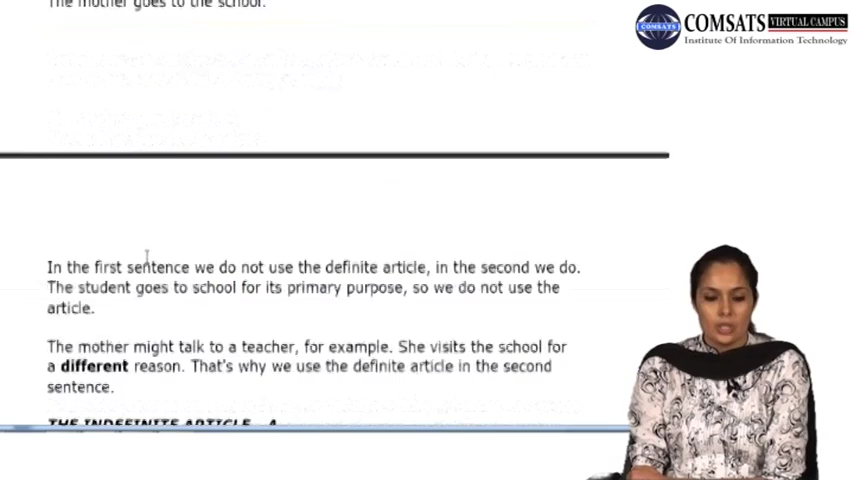 The mother goes to the school.
COMSATS VIRTUAL CAMPUS
Institute Of Information Technology
In the first sentence we do not use the definite article, in the second we do.
The student goes to school for its primary purpose, so we do not use the
article.
The mother might talk to a teacher, for example. She visits the school for
a different reason. That's why we use the definite article in the second
sentence.
THE INDEFINITE ARTICLE - A